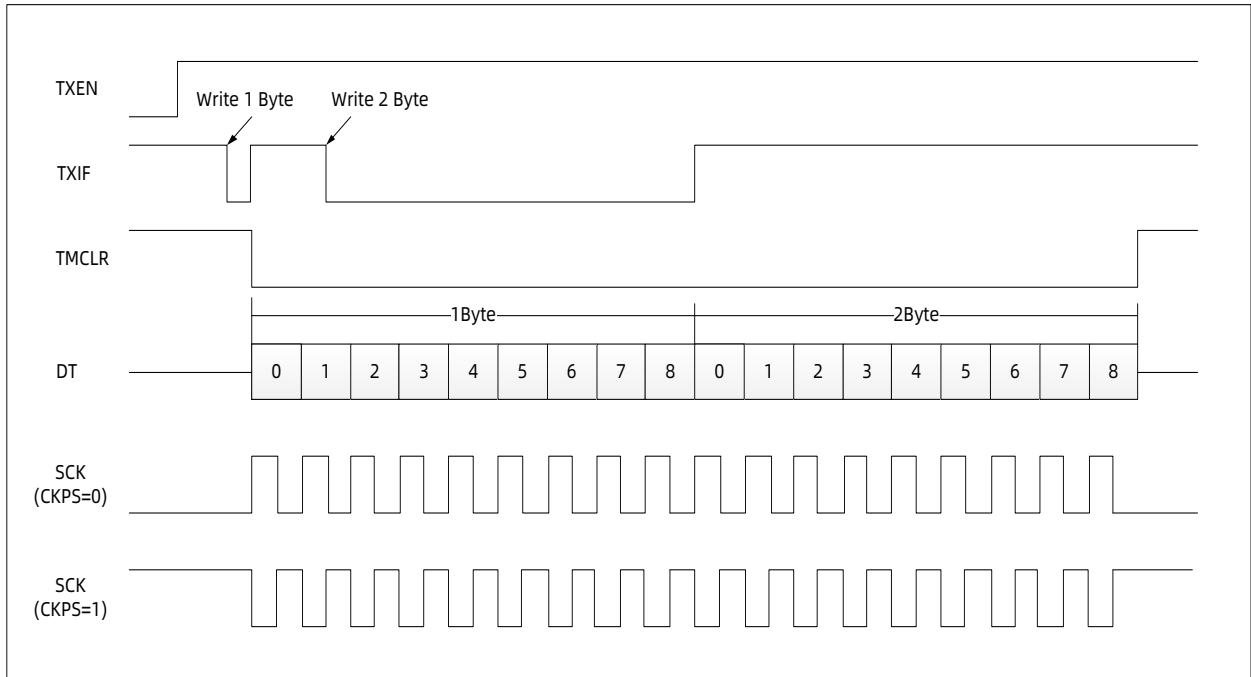 TXEN
Write 1 Byte Write 2 Byte
TXIF
TMCLR
1Byte 2Byte
DT 0 1 2 3 4 5 6 7 8 0 1 2 3 4 5 6 7 8
SCK
(CKPS=0)
SCK
(CKPS=1)